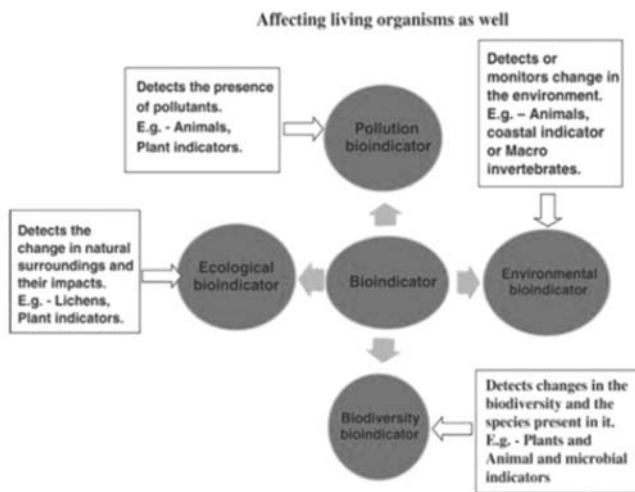 Affecting living organisms as well
Detects the presence
of pollutants.
E.g. - Animals,
Plant indicators.
Pollution
bioindicator
Detects or
monitors change in
the environment.
E.g. – Animals,
coastal indicator
or Macro
invertebrates.
Detects the
change in natural
surroundings and
their impacts.
E.g. - Lichens,
Plant indicators.
Ecological
bioindicator
Bioindicator
Environmental
bioindicator
Biodiversity
bioindicator
Detects changes in the
biodiversity and the
species present in it.
E.g. - Plants and
Animal and microbial
indicators